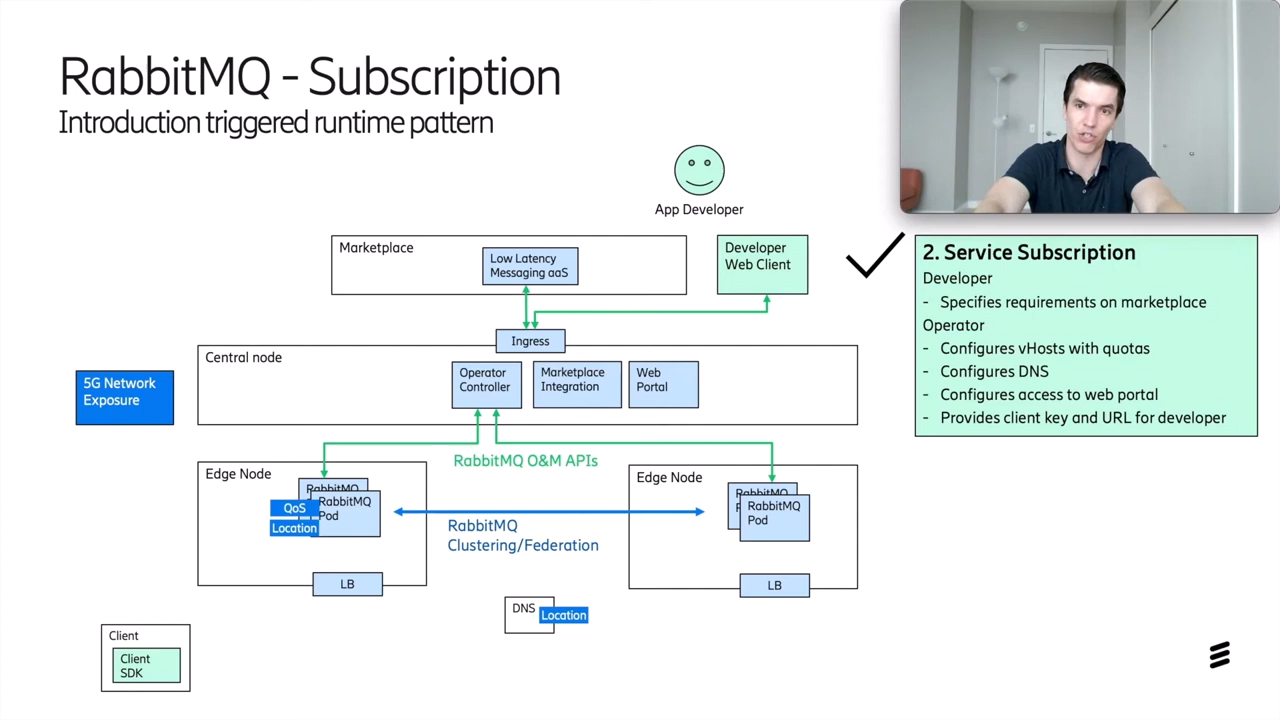 RabbitMQ - Subscription
Introduction triggered runtime pattern
App Developer
Marketplace
Low Latency
Messaging aaS
Developer
Web Client
2. Service Subscription
Developer
- Specifies requirements on marketplace
Operator
- Configures vHosts with quotas
- Configures DNS
- Configures access to web portal
- Provides client key and URL for developer
Ingress
Central node
Operator
Controller
Marketplace
Integration
Web
Portal
5G Network
Exposure
RabbitMQ O&M APIs
Edge Node
RabbitMQ
RabbitMQ
Pod
QoS
Location
LB
RabbitMQ
Clustering/Federation
Edge Node
RabbitMQ
RabbitMQ
Pod
LB
DNS
Location
Client
Client
SDK